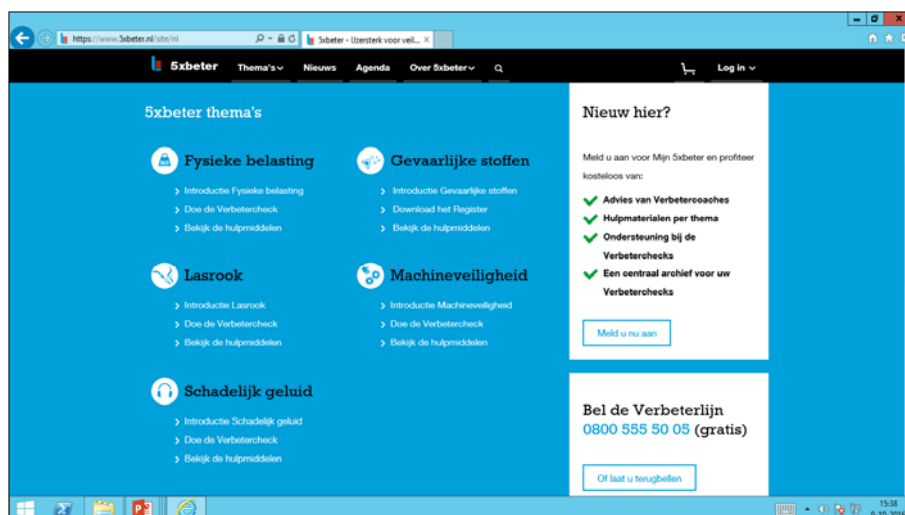 https://www.5xbeter.nl/site/nl
5xbeter - IJzersterk voor veil...
5xbeter Thema's Nieuws Agenda Over 5xbeter Log in
5xbeter thema's
Fysieke belasting
Introductie Fysieke belasting
Doe de Verbetercheck
Bekijk de hulpmiddelen
Gevaarlijke stoffen
Introductie Gevaarlijke stoffen
Download het Register
Bekijk de hulpmiddelen
Lasrook
Introductie Lasrook
Doe de Verbetercheck
Bekijk de hulpmiddelen
Machineveiligheid
Introductie Machineveiligheid
Doe de Verbetercheck
Bekijk de hulpmiddelen
Schadelijk geluid
Introductie Schadelijk geluid
Doe de Verbetercheck
Bekijk de hulpmiddelen
Nieuw hier?
Meld u aan voor Mijn 5xbeter en profiteer
kosteloos van:
Advies van Verbetercoaches
Hulpmaterialen per thema
Ondersteuning bij de
Verbeterchecks
Een centraal archief voor uw
Verbeterchecks
Meld u nu aan
Bel de Verbeterlijn
0800 555 50 05 (gratis)
Of laat u terugbellen
15:38